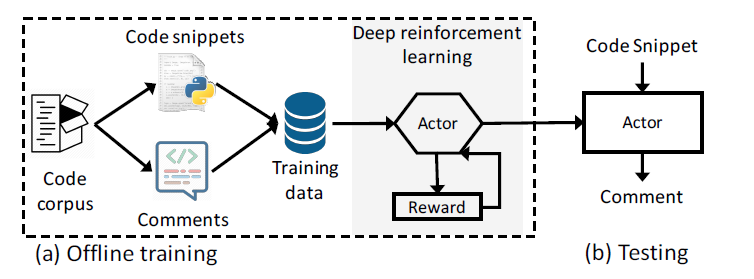 Code snippets
Deep reinforcement
learning
Code Snippet
</>
Actor
Actor
Code
corpus
Training
data
Reward
Comment
Comments
(a) Offline training
(b) Testing